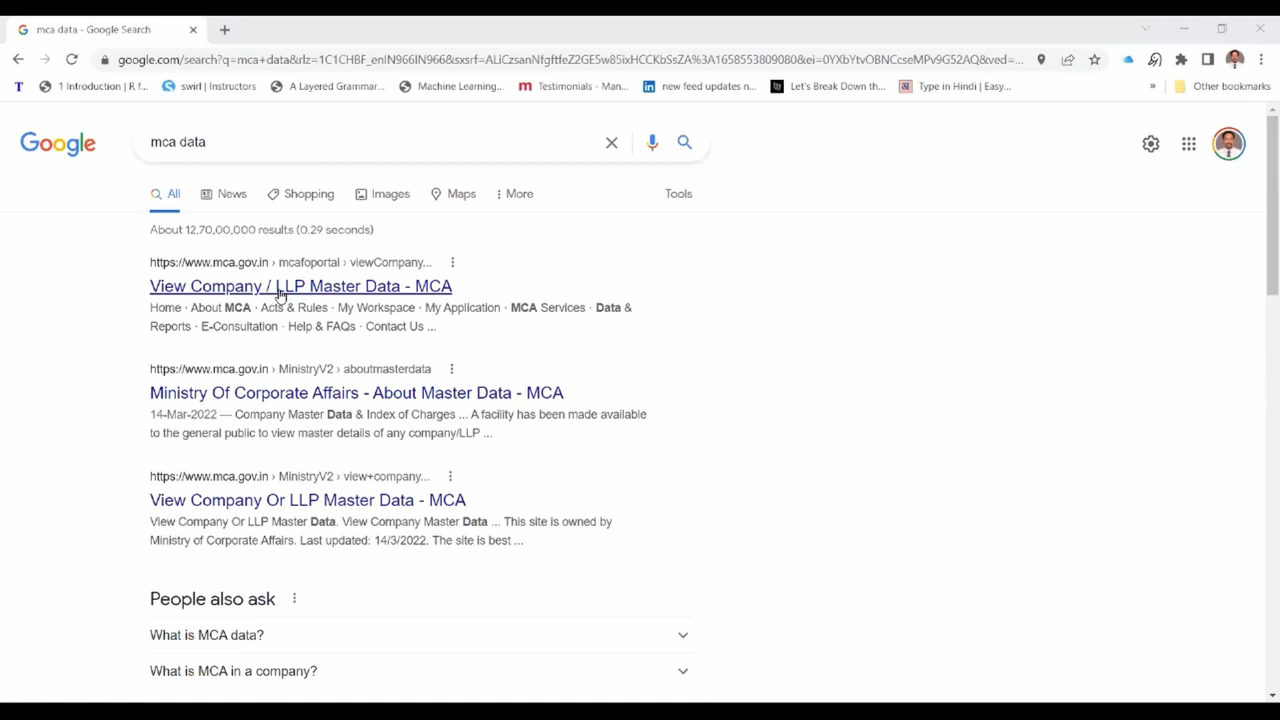 mca data - Google Search
google.com/search?q=mca+data&rlz=1C1CHBF_enIN966IN966&sxsrf=ALiCzsanNfgftfeZ2GE5w85ixHCCKbSsZA%3A1658553809080&ei=0YXbYtvOBNCcseMPv9G52AQ&ved=...
1 Introduction | R f...
swirl | Instructors
A Layered Grammar...
Machine Learning...
Testimonials - Man...
new feed updates n...
Let's Break Down th...
Type in Hindi | Easy...
»
Other bookmarks
Google
mca data
All
News
Shopping
Images
Maps
More
Tools
About 12,70,00,000 results (0.29 seconds)
https://www.mca.gov.in › mcafoportal › viewCompany...
View Company / LLP Master Data - MCA
Home · About MCA · Acts & Rules · My Workspace · My Application · MCA Services · Data &
Reports · E-Consultation · Help & FAQs · Contact Us ...
https://www.mca.gov.in › MinistryV2 › aboutmasterdata
Ministry Of Corporate Affairs - About Master Data - MCA
14-Mar-2022 — Company Master Data & Index of Charges ... A facility has been made available
to the general public to view master details of any company/LLP ...
https://www.mca.gov.in › MinistryV2 › view+company...
View Company Or LLP Master Data - MCA
View Company Or LLP Master Data. View Company Master Data ... This site is owned by
Ministry of Corporate Affairs. Last updated: 14/3/2022. The site is best ...
People also ask
What is MCA data?
What is MCA in a company?